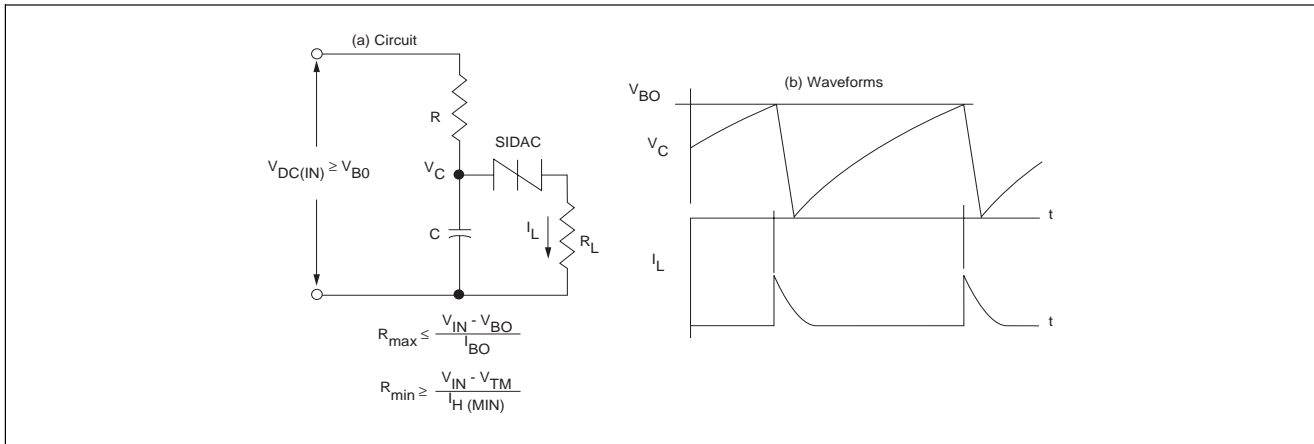 (a) Circuit
R
SIDAC
V_DC(IN) ≥ V_B0
V_C
C
I_L
R_L
R_max ≤ (V_IN - V_BO) / I_BO
R_min ≥ (V_IN - V_TM) / I_H (MIN)
(b) Waveforms
V_BO
V_C
t
I_L
t